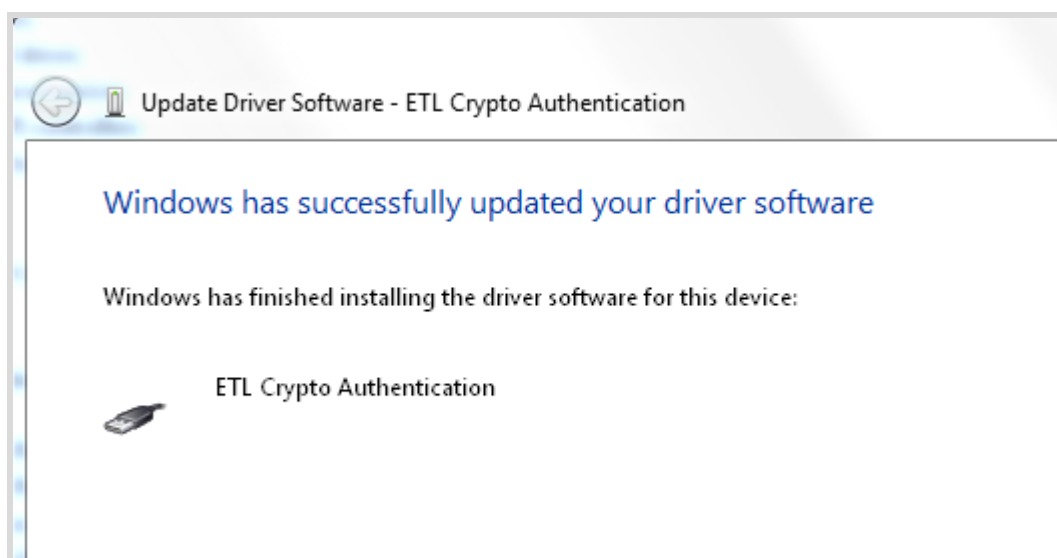 Update Driver Software - ETL Crypto Authentication
Windows has successfully updated your driver software
Windows has finished installing the driver software for this device:
ETL Crypto Authentication